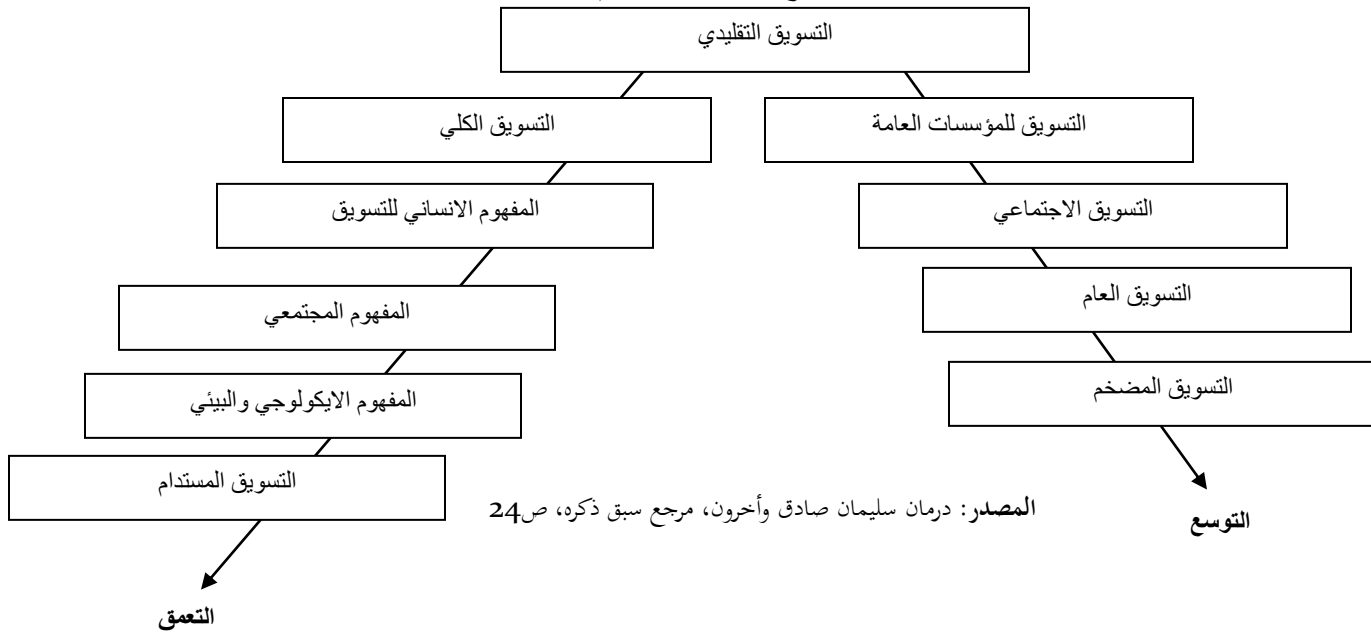 التسويق التقليدي
التسويق للمؤسسات العامة
التسويق الكلي
التسويق الاجتماعي
المفهوم الانساني للتسويق
التسويق العام
المفهوم المجتمعي
التسويق المضخم
المفهوم الايكولوجي والبيئي
التسويق المستدام
المصدر: درمان سليمان صادق وأخرون، مرجع سبق ذكره، ص24
التوسع
التعمق